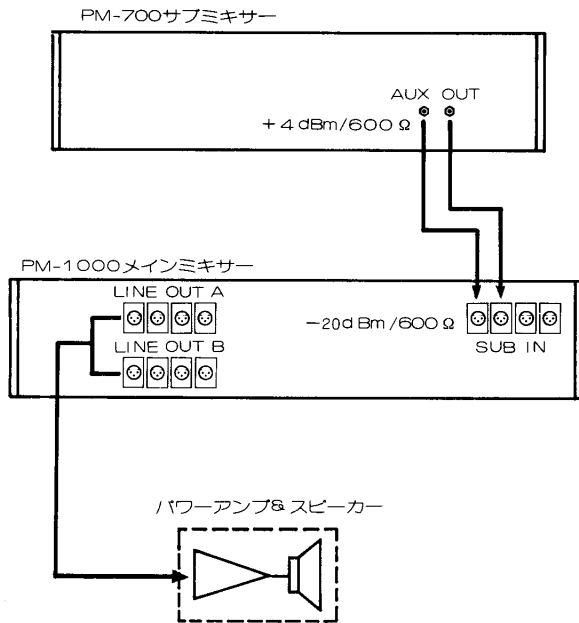 PM-700サブミキサー
AUX OUT
+4dBm/600Ω
PM-1000メインミキサー
LINE OUT A
-20dBm/600Ω
LINE OUT B
SUB IN
パワーアンプ&スピーカー